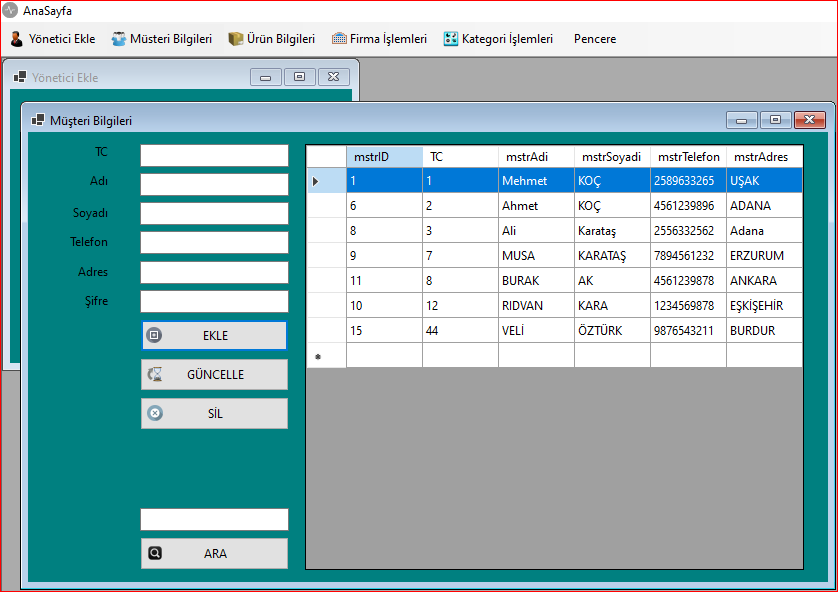 AnaSayfa
Yönetici Ekle Müsteri Bilgileri Ürün Bilgileri Firma İşlemleri Kategori İşlemleri Pencere
Yönetici Ekle
Müşteri Bilgileri
TC
Adı
Soyadı
Telefon
Adres
Şifre
EKLE
GÜNCELLE
SİL
ARA
mstrID TC mstrAdi mstrSoyadi mstrTelefon mstrAdres
1 1 Mehmet KOÇ 2589633265 UŞAK
6 2 Ahmet KOÇ 4561239896 ADANA
8 3 Ali Karataş 2556332562 Adana
9 7 MUSA KARATAŞ 7894561232 ERZURUM
11 8 BURAK AK 4561239878 ANKARA
10 12 RIDVAN KARA 1234569878 EŞKİŞEHİR
15 44 VELİ ÖZTÜRK 9876543211 BURDUR